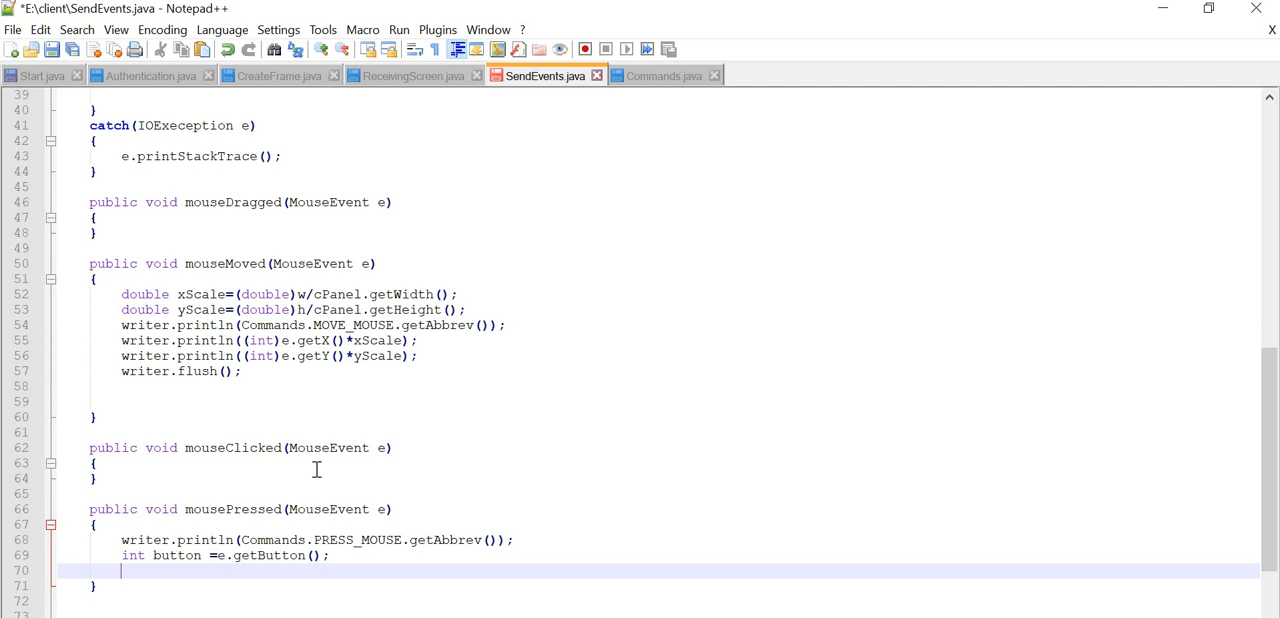 *E:\client\SendEvents.java - Notepad++
File Edit Search View Encoding Language Settings Tools Macro Run Plugins Window ? X
Start.java Authentication.java CreateFrame.java ReceivingScreen.java SendEvents.java Commands.java
39
40 }
41 catch(IOExeception e)
42 {
43 e.printStackTrace();
44 }
45
46 public void mouseDragged(MouseEvent e)
47 {
48 }
49
50 public void mouseMoved(MouseEvent e)
51 {
52 double xScale=(double)w/cPanel.getWidth();
53 double yScale=(double)h/cPanel.getHeight();
54 writer.println(Commands.MOVE_MOUSE.getAbbrev());
55 writer.println((int)e.getX()*xScale);
56 writer.println((int)e.getY()*yScale);
57 writer.flush();
58
59
60 }
61
62 public void mouseClicked(MouseEvent e)
63 {
64 }
65
66 public void mousePressed(MouseEvent e)
67 {
68 writer.println(Commands.PRESS_MOUSE.getAbbrev());
69 int button =e.getButton();
70
71 }
72
73